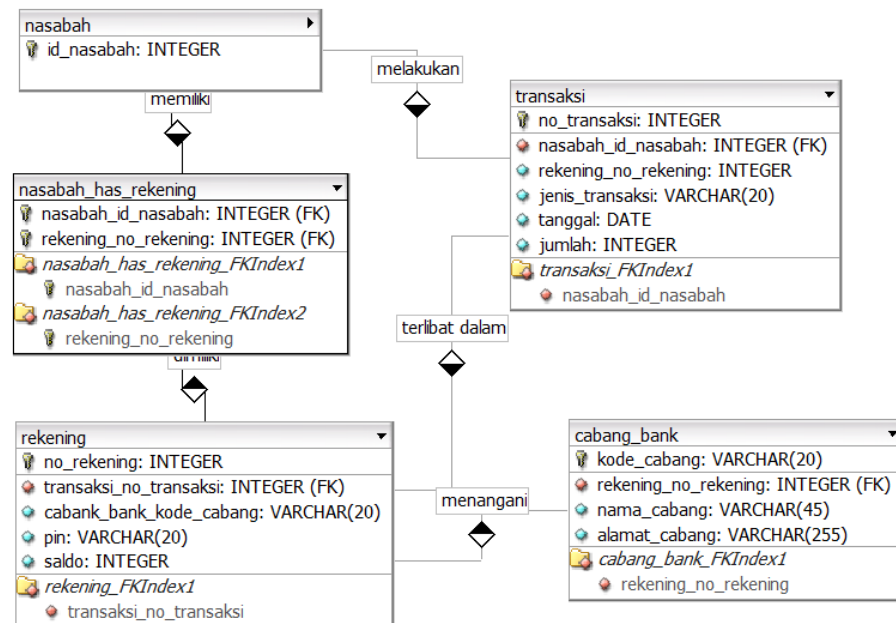 nasabah
id_nasabah: INTEGER
melakukan
memiliki
transaksi
no_transaksi: INTEGER
nasabah_id_nasabah: INTEGER (FK)
rekening_no_rekening: INTEGER
jenis_transaksi: VARCHAR(20)
tanggal: DATE
jumlah: INTEGER
transaksi_FKIndex1
nasabah_id_nasabah
nasabah_has_rekening
nasabah_id_nasabah: INTEGER (FK)
rekening_no_rekening: INTEGER (FK)
nasabah_has_rekening_FKIndex1
nasabah_id_nasabah
nasabah_has_rekening_FKIndex2
rekening_no_rekening
terlibat dalam
dimiliki
rekening
no_rekening: INTEGER
transaksi_no_transaksi: INTEGER (FK)
cabank_bank_kode_cabang: VARCHAR(20)
pin: VARCHAR(20)
saldo: INTEGER
rekening_FKIndex1
transaksi_no_transaksi
menangani
cabang_bank
kode_cabang: VARCHAR(20)
rekening_no_rekening: INTEGER (FK)
nama_cabang: VARCHAR(45)
alamat_cabang: VARCHAR(255)
cabang_bank_FKIndex1
rekening_no_rekening